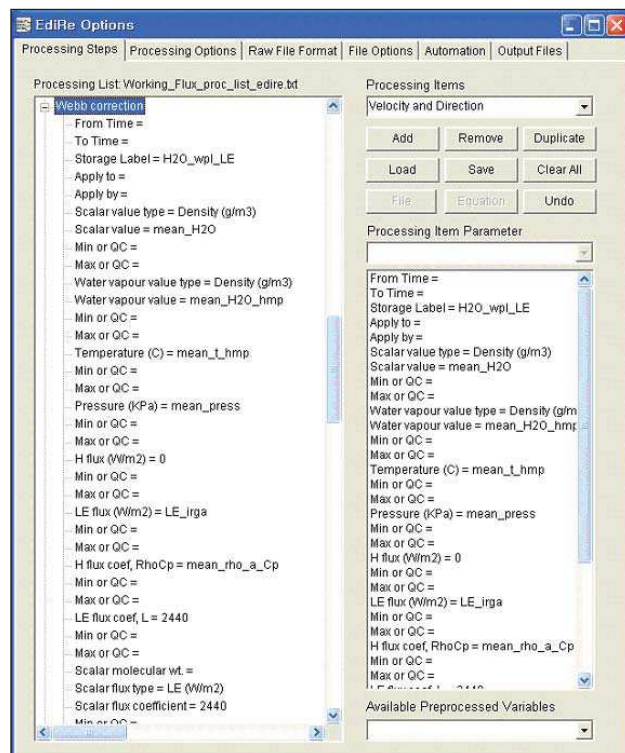 EdiRe Options
Processing Steps
Processing Options
Raw File Format
File Options
Automation
Output Files
Processing List: Working_Flux_proc_list_edire.txt
Webb correction
From Time =
To Time =
Storage Label = H2O_wpl_LE
Apply to =
Apply by =
Scalar value type = Density (g/m3)
Scalar value = mean_H2O
Min or QC =
Max or QC =
Water vapour value type = Density (g/m3)
Water vapour value = mean_H2O_hmp
Min or QC =
Max or QC =
Temperature (C) = mean_t_hmp
Min or QC =
Max or QC =
Pressure (KPa) = mean_press
Min or QC =
Max or QC =
H flux (W/m2) = 0
Min or QC =
Max or QC =
LE flux (W/m2) = LE_irga
Min or QC =
Max or QC =
H flux coef, RhoCp = mean_rho_a_Cp
Min or QC =
Max or QC =
LE flux coef, L = 2440
Min or QC =
Max or QC =
Scalar molecular wt. =
Scalar flux type = LE (W/m2)
Scalar flux coefficient = 2440
Min or QC =
Processing Items
Velocity and Direction
Add
Remove
Duplicate
Load
Save
Clear All
File
Equation
Undo
Processing Item Parameter
From Time =
To Time =
Storage Label = H2O_wpl_LE
Apply to =
Apply by =
Scalar value type = Density (g/m3)
Scalar value = mean_H2O
Min or QC =
Max or QC =
Water vapour value type = Density (g/m
Water vapour value = mean_H2O_hmp
Min or QC =
Max or QC =
Temperature (C) = mean_t_hmp
Min or QC =
Max or QC =
Pressure (KPa) = mean_press
Min or QC =
Max or QC =
H flux (W/m2) = 0
Min or QC =
Max or QC =
LE flux (W/m2) = LE_irga
Min or QC =
Max or QC =
H flux coef, RhoCp = mean_rho_a_Cp
Min or QC =
Max or QC =
LE flux coef, L = 2440
Available Preprocessed Variables